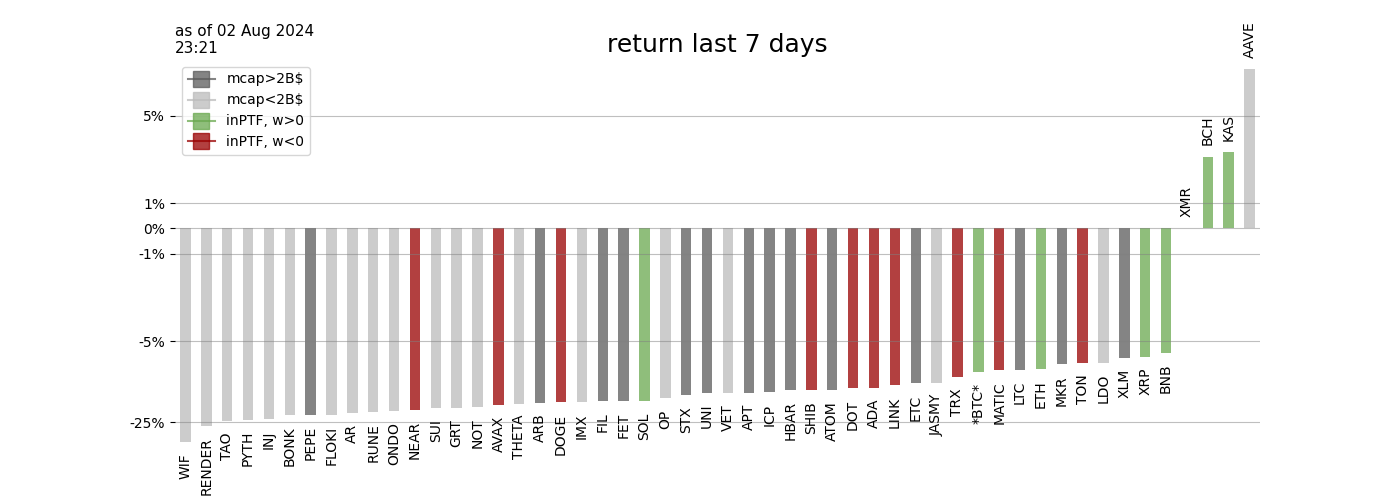 as of 02 Aug 2024
23:21
return last 7 days
mcap>2B$
mcap<2B$
inPTF, w>0
inPTF, w<0
5%
1%
0%
-1%
-5%
-25%
WIF
RENDER
TAO
PYTH
INJ
BONK
PEPE
FLOKI
AR
RUNE
ONDO
NEAR
SUI
GRT
NOT
AVAX
THETA
ARB
DOGE
IMX
FIL
FET
SOL
OP
STX
UNI
VET
APT
ICP
HBAR
SHIB
ATOM
DOT
ADA
LINK
ETC
JASMY
TRX
*BTC*
MATIC
LTC
ETH
MKR
TON
LDO
XLM
XRP
BNB
XMR
BCH
KAS
AAVE